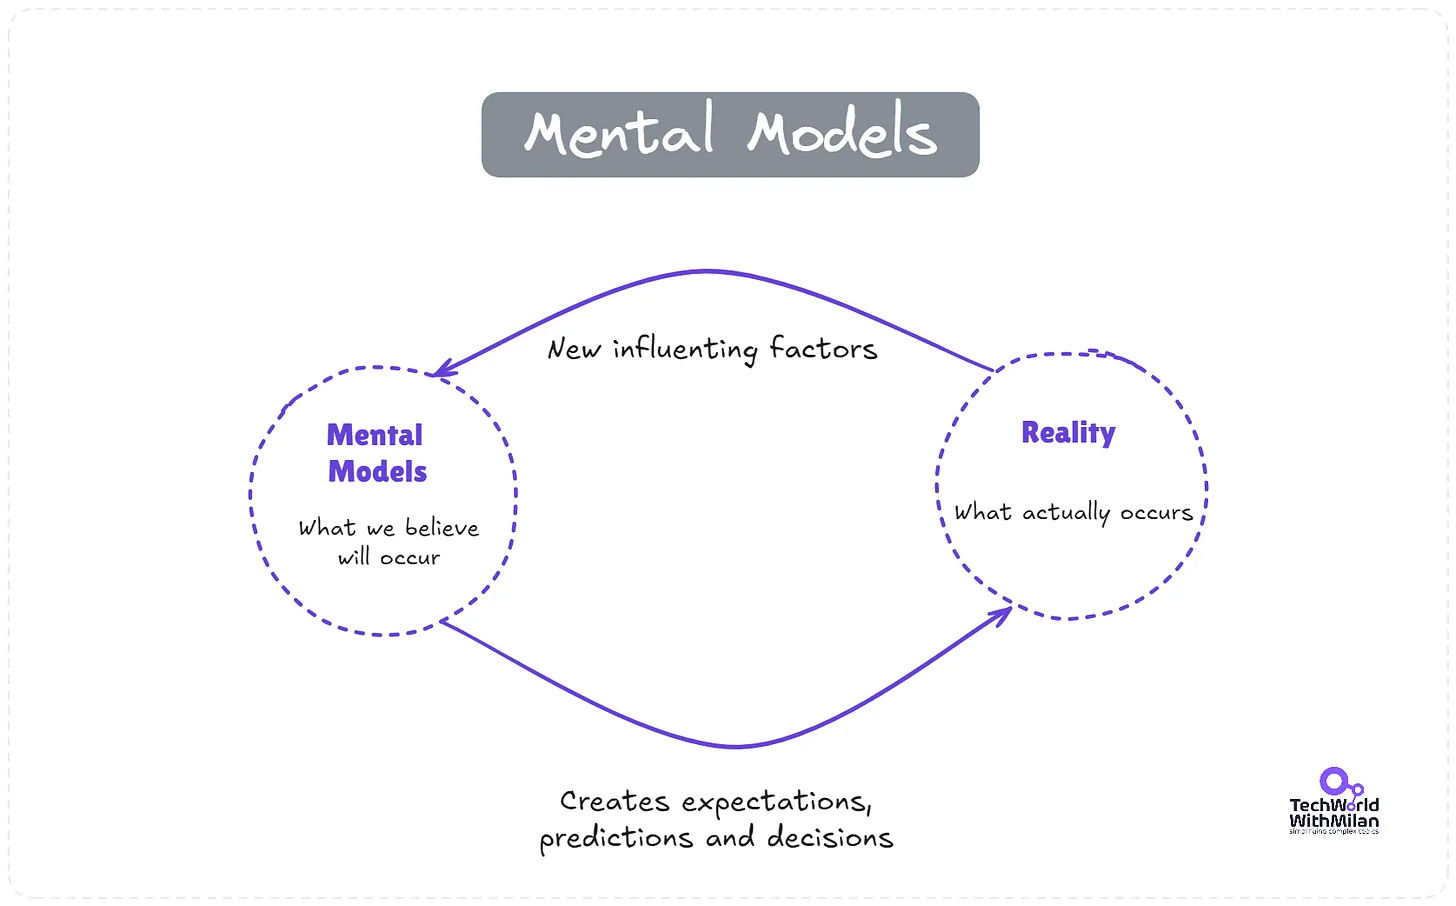 Mental Models
New influenting factors
Mental
Models
What we believe
will occur
Reality
What actually occurs
Creates expectations,
predictions and decisions
TechWorld
WithMilan
simplifying complex topics